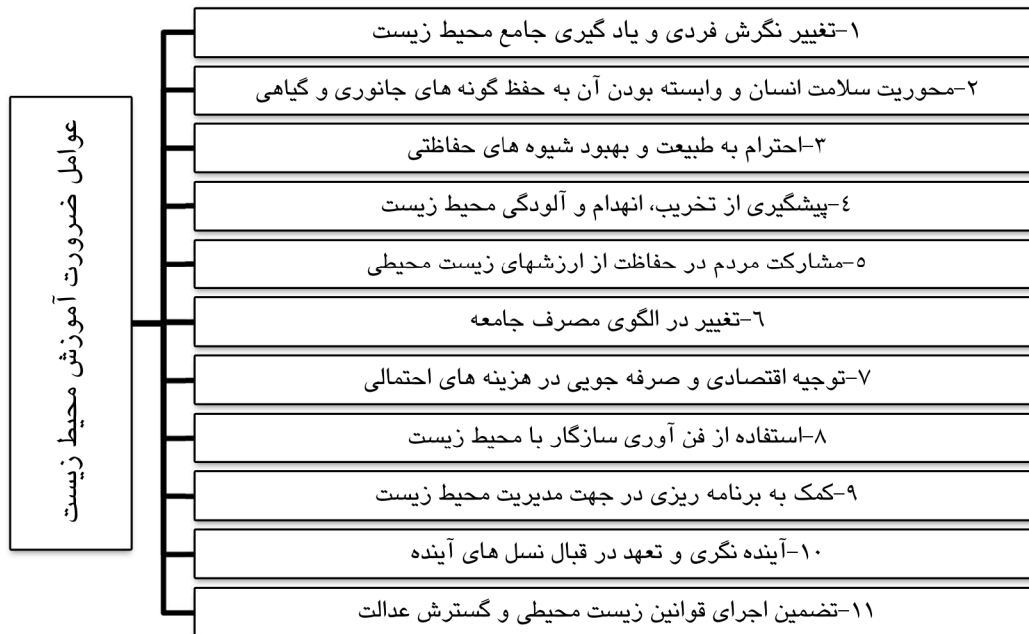 عوامل ضرورت آموزش محیط زیست
۱-تغییر نگرش فردی و یاد گیری جامع محیط زیست
۲-محوریت سلامت انسان و وابسته بودن آن به حفظ گونه های جانوری و گیاهی
۳-احترام به طبیعت و بهبود شیوه های حفاظتی
٤-پیشگیری از تخریب، انهدام و آلودگی محیط زیست
٥-مشارکت مردم در حفاظت از ارزشهای زیست محیطی
٦-تغییر در الگوی مصرف جامعه
۷-توجیه اقتصادی و صرفه جویی در هزینه های احتمالی
۸-استفاده از فن آوری سازگار با محیط زیست
۹-کمک به برنامه ریزی در جهت مدیریت محیط زیست
۱۰-آینده نگری و تعهد در قبال نسل های آینده
۱۱-تضمین اجرای قوانین زیست محیطی و گسترش عدالت